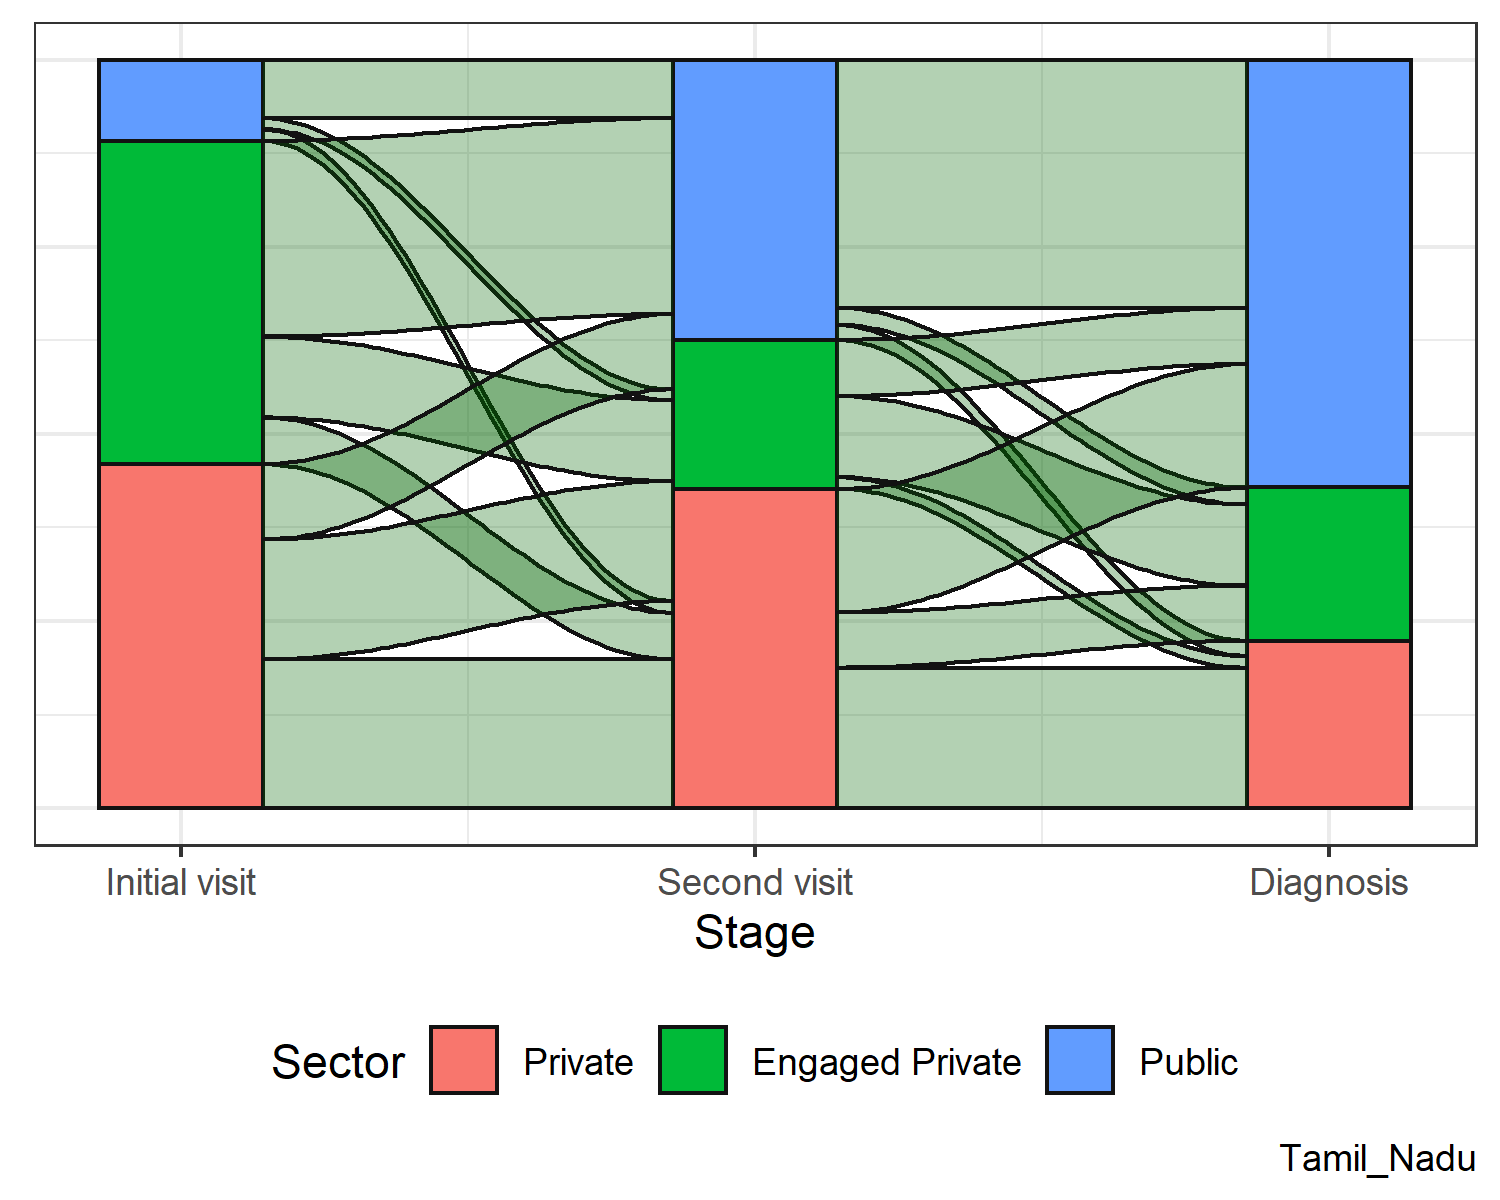 Initial visit Second visit Diagnosis
Stage
Sector Private Engaged Private Public
Tamil_Nadu